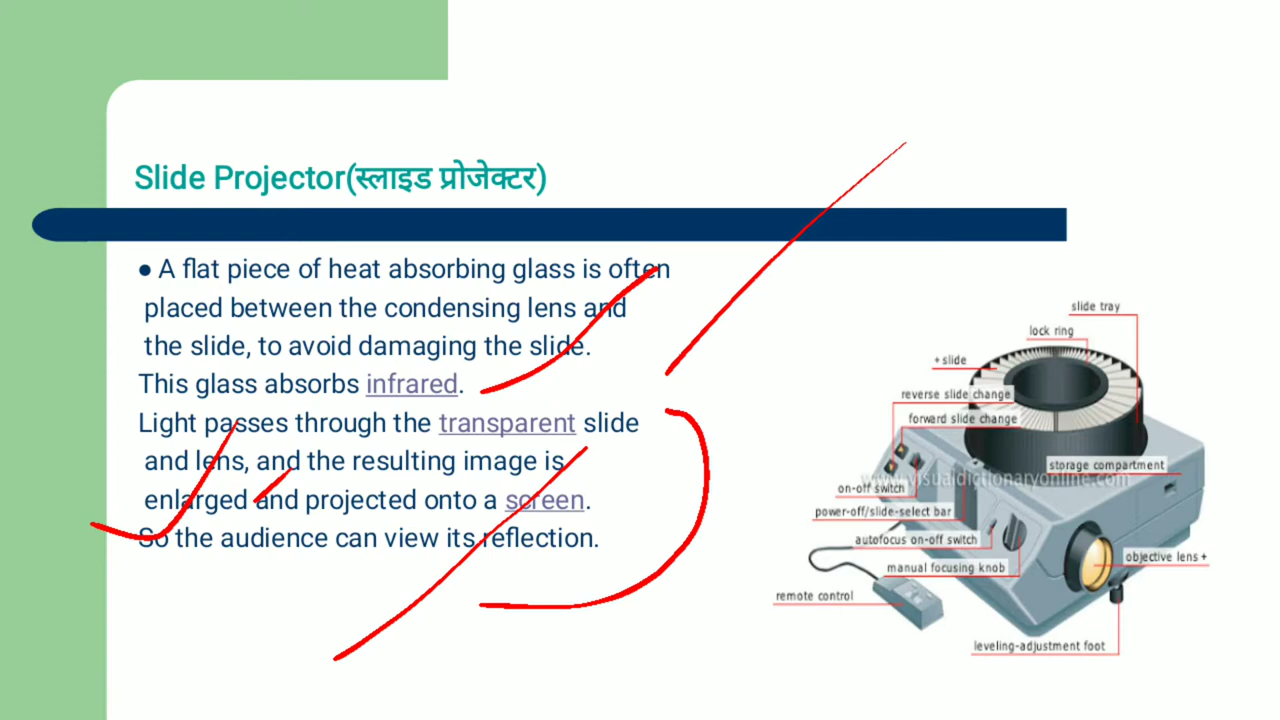 Slide Projector(स्लाइड प्रोजेक्टर)
● A flat piece of heat absorbing glass is often
placed between the condensing lens and
the slide, to avoid damaging the slide.
This glass absorbs infrared.
Light passes through the transparent slide
and lens, and the resulting image is
enlarged and projected onto a screen.
So the audience can view its reflection.
slide tray
lock ring
+ slide
reverse slide change
forward slide change
storage compartment
www.visualdictionaryonline.com
on-off switch
power-off/slide-select bar
autofocus on-off switch
objective lens +
manual focusing knob
remote control
leveling-adjustment foot